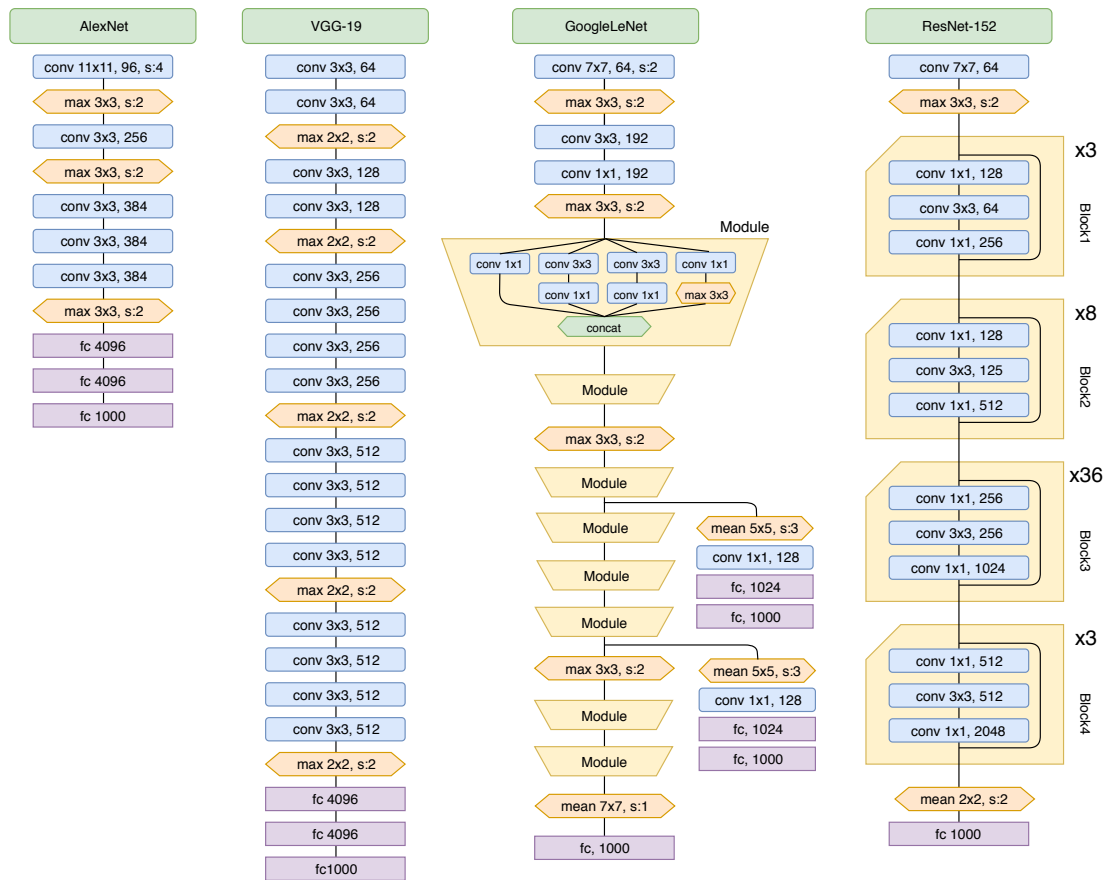 AlexNet
conv 11x11, 96, s:4
max 3x3, s:2
conv 3x3, 256
max 3x3, s:2
conv 3x3, 384
conv 3x3, 384
conv 3x3, 384
max 3x3, s:2
fc 4096
fc 4096
fc 1000
VGG-19
conv 3x3, 64
conv 3x3, 64
max 2x2, s:2
conv 3x3, 128
conv 3x3, 128
max 2x2, s:2
conv 3x3, 256
conv 3x3, 256
conv 3x3, 256
conv 3x3, 256
max 2x2, s:2
conv 3x3, 512
conv 3x3, 512
conv 3x3, 512
conv 3x3, 512
max 2x2, s:2
conv 3x3, 512
conv 3x3, 512
conv 3x3, 512
conv 3x3, 512
max 2x2, s:2
fc 4096
fc 4096
fc1000
GoogleLeNet
conv 7x7, 64, s:2
max 3x3, s:2
conv 3x3, 192
conv 1x1, 192
max 3x3, s:2
Module
conv 1x1
conv 3x3
conv 3x3
conv 1x1
conv 1x1
conv 1x1
max 3x3
concat
Module
max 3x3, s:2
Module
Module
Module
Module
max 3x3, s:2
Module
Module
mean 7x7, s:1
fc, 1000
mean 5x5, s:3
conv 1x1, 128
fc, 1024
fc, 1000
mean 5x5, s:3
conv 1x1, 128
fc, 1024
fc, 1000
ResNet-152
conv 7x7, 64
max 3x3, s:2
x3
conv 1x1, 128
conv 3x3, 64
conv 1x1, 256
Block1
x8
conv 1x1, 128
conv 3x3, 125
conv 1x1, 512
Block2
x36
conv 1x1, 256
conv 3x3, 256
conv 1x1, 1024
Block3
x3
conv 1x1, 512
conv 3x3, 512
conv 1x1, 2048
Block4
mean 2x2, s:2
fc 1000